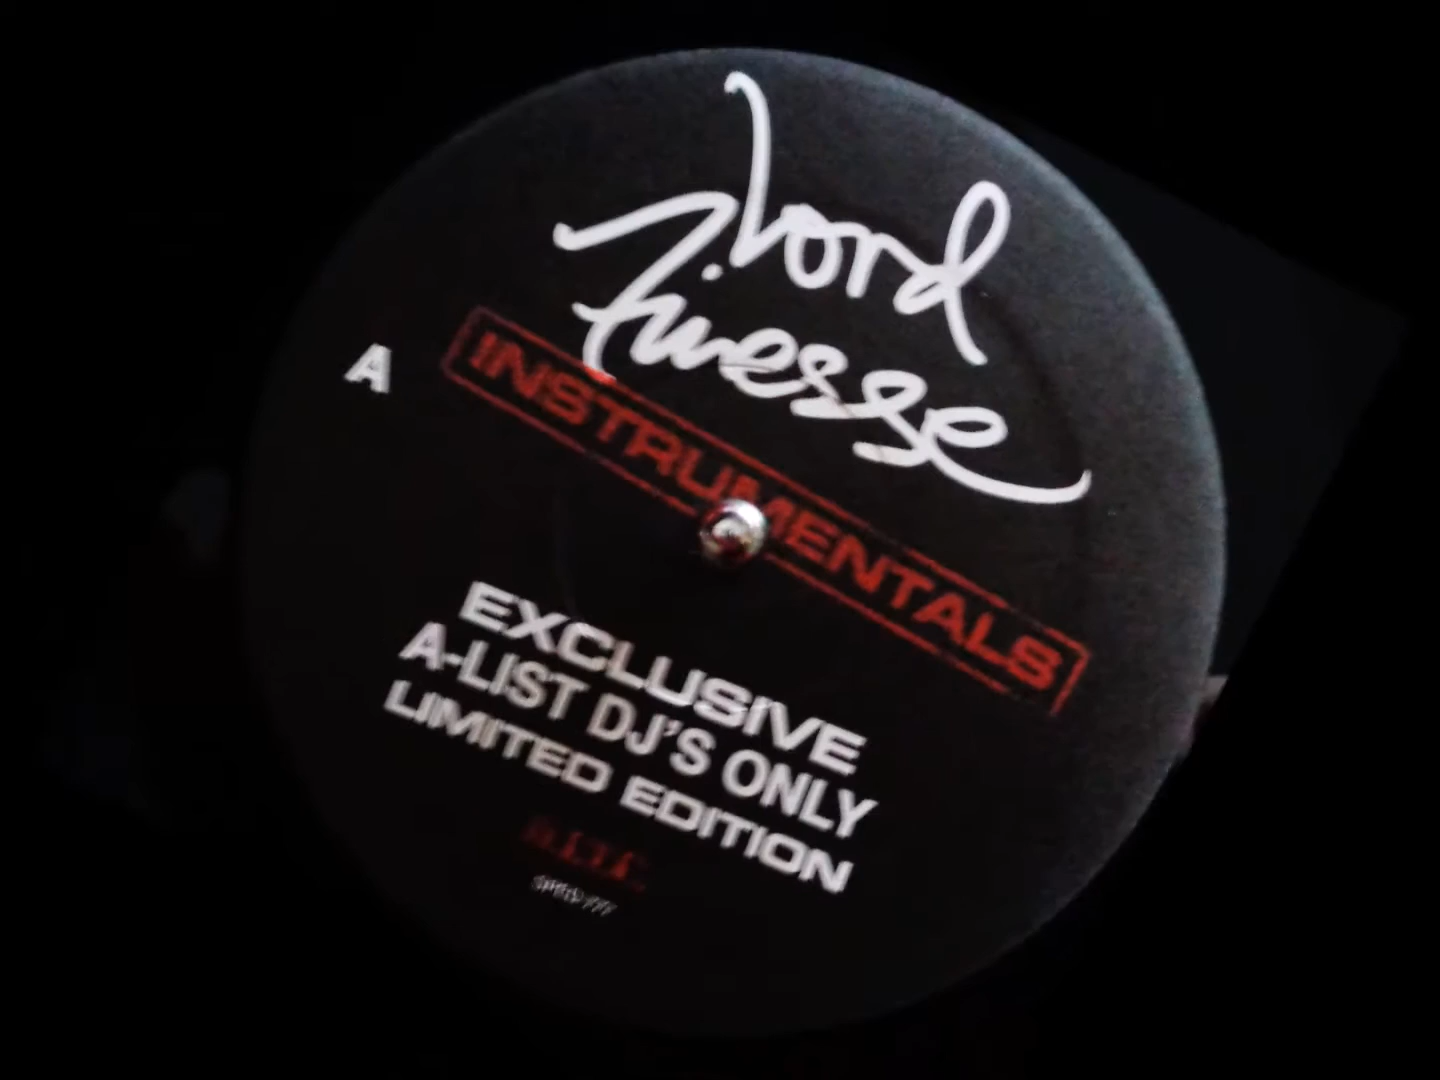 Lord
Finesse
A
INSTRUMENTALS
EXCLUSIVE
A-LIST DJ'S ONLY
LIMITED EDITION